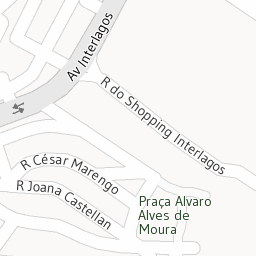 Av Interlagos
R do Shopping Interlagos
R César Marengo
R Joana Castellan
Praça Alvaro
Alves de
Moura